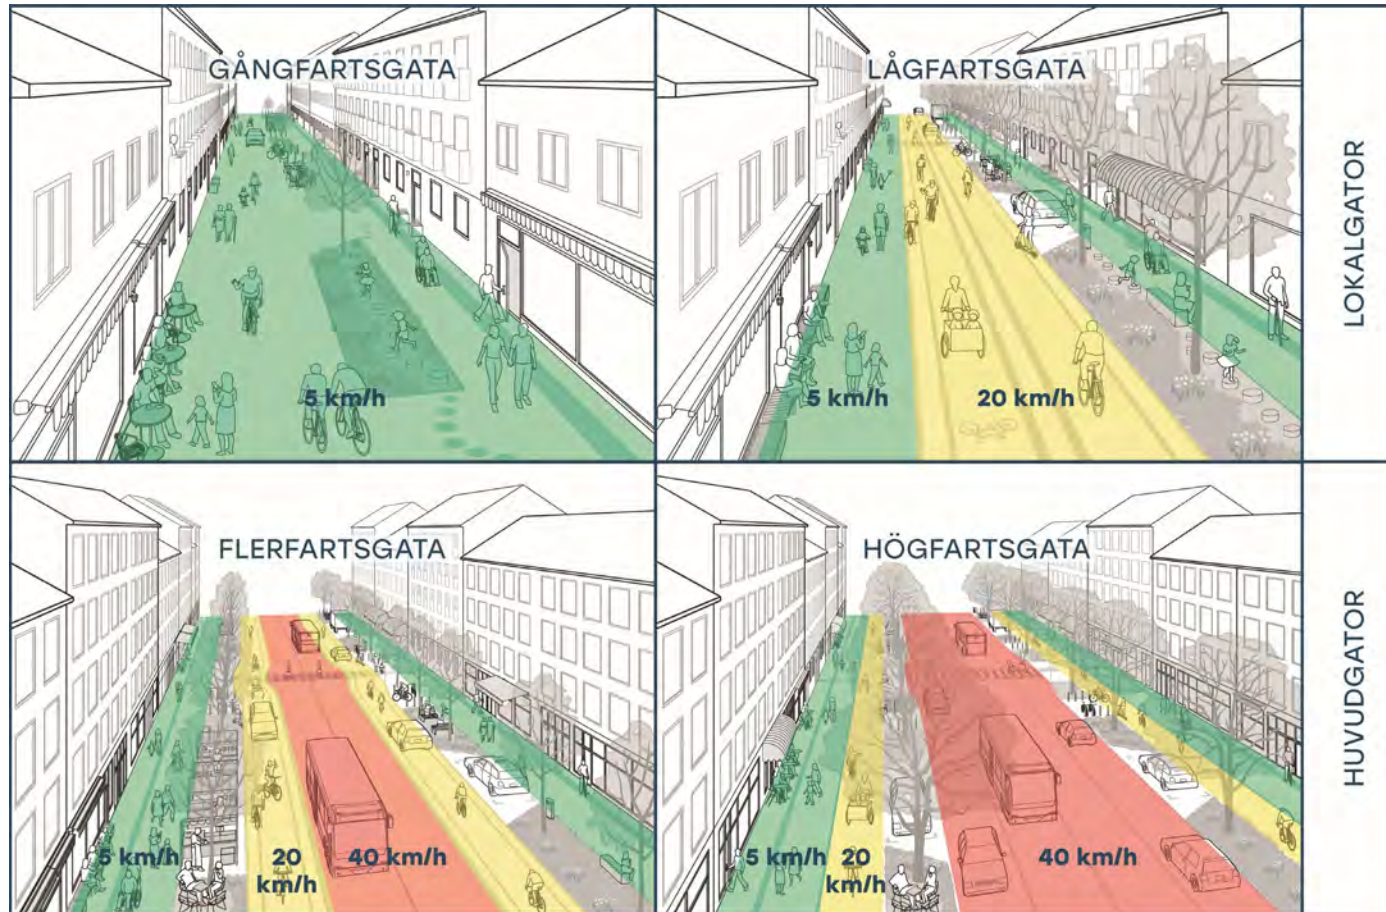 GÅNGFARTSGATA
5 km/h
LÅGFARTSGATA
5 km/h
20 km/h
LOKALGATOR
FLERFARTSGATA
5 km/h
20
km/h
40 km/h
HÖGFARTSGATA
5 km/h
20
km/h
40 km/h
HUVUDGATOR